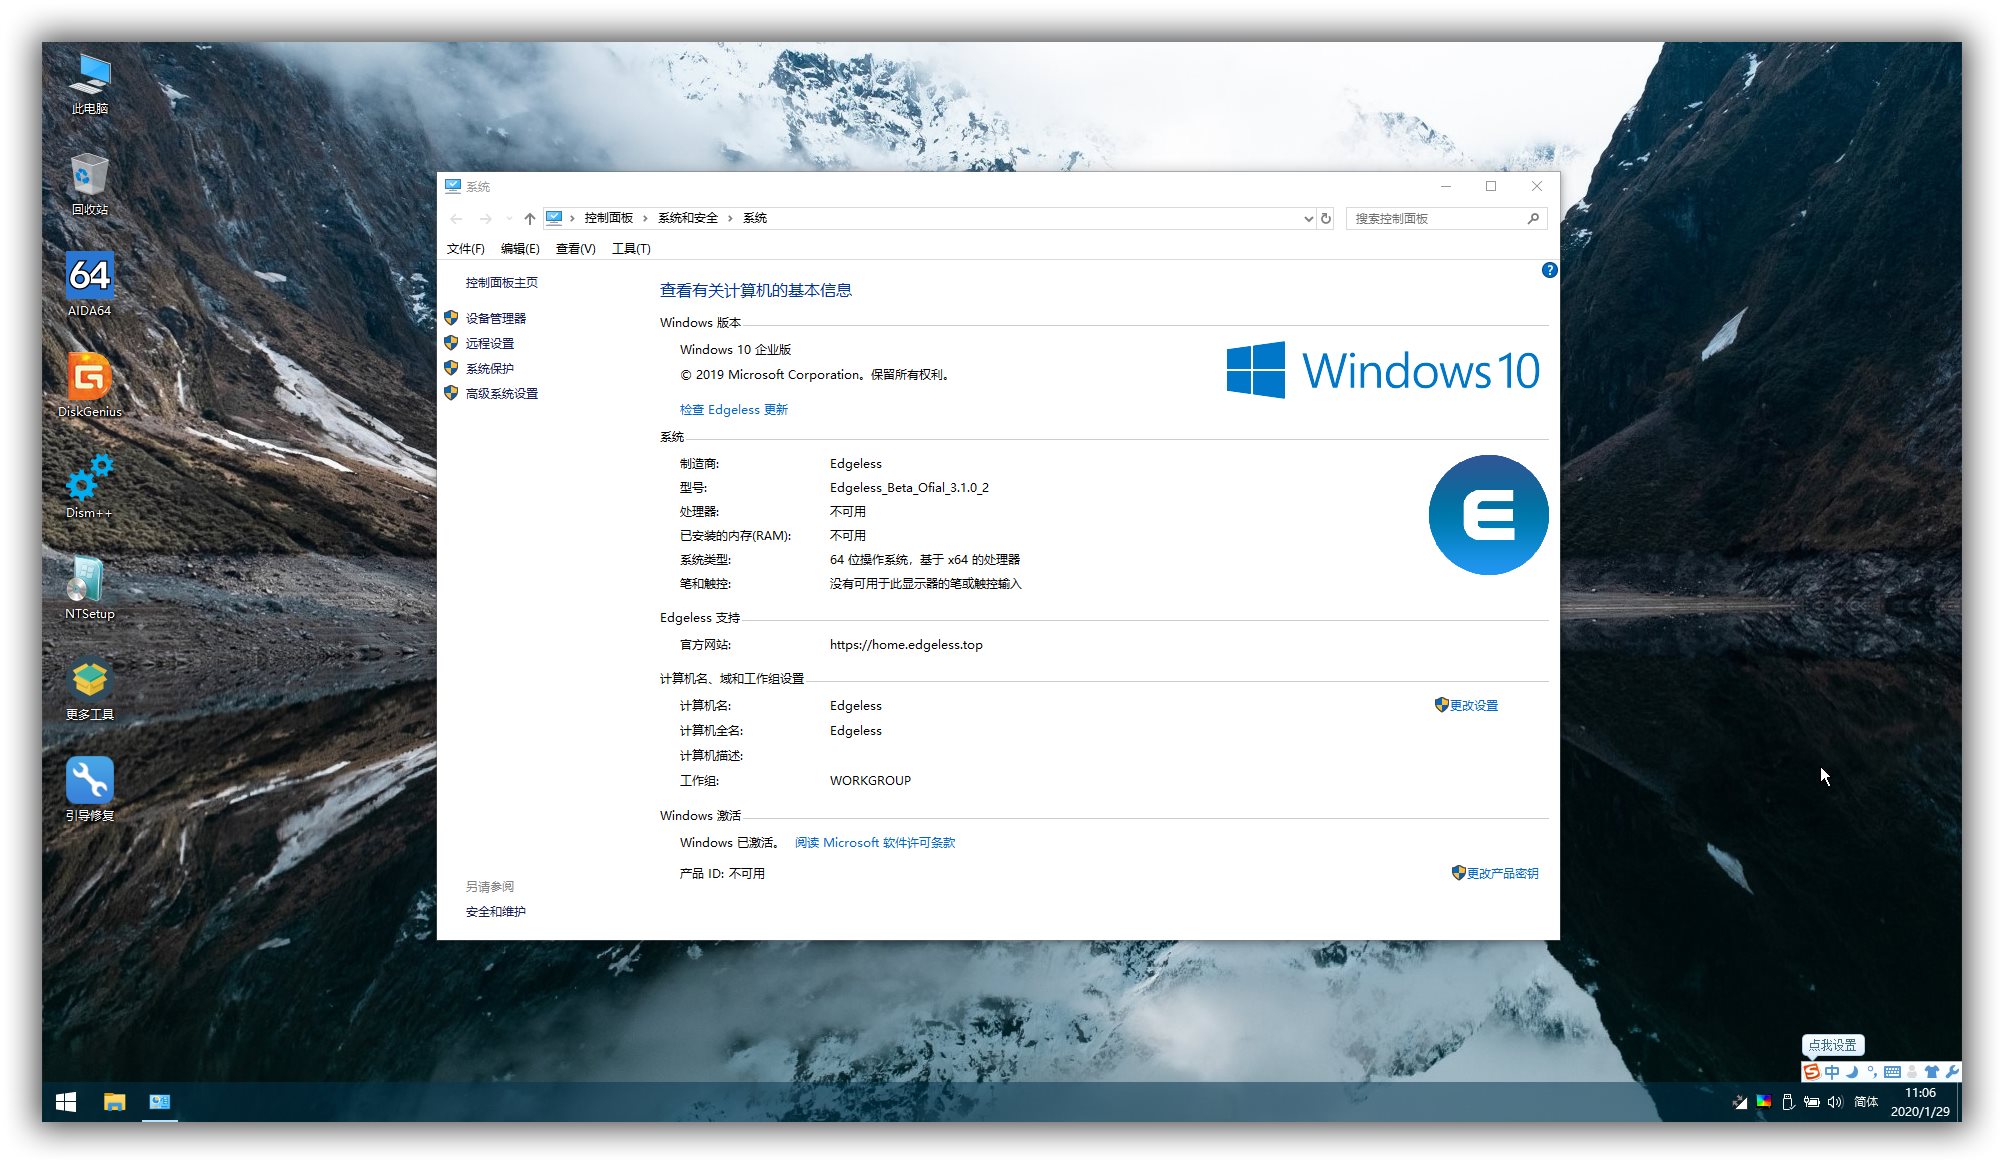 此电脑
回收站
64
AIDA64
DiskGenius
Dism++
NTSetup
更多工具
引导修复
系统
控制面板 › 系统和安全 › 系统
搜索控制面板
文件(F) 编辑(E) 查看(V) 工具(T)
控制面板主页
设备管理器
远程设置
系统保护
高级系统设置
另请参阅
安全和维护
?
查看有关计算机的基本信息
Windows 版本
Windows 10 企业版
© 2019 Microsoft Corporation。保留所有权利。
检查 Edgeless 更新
Windows 10
系统
制造商: Edgeless
型号: Edgeless_Beta_Ofial_3.1.0_2
处理器: 不可用
已安装的内存(RAM): 不可用
系统类型: 64 位操作系统，基于 x64 的处理器
笔和触控: 没有可用于此显示器的笔或触控输入
E
Edgeless 支持
官方网站: https://home.edgeless.top
计算机名、域和工作组设置
计算机名: Edgeless 更改设置
计算机全名: Edgeless
计算机描述:
工作组: WORKGROUP
Windows 激活
Windows 已激活。 阅读 Microsoft 软件许可条款
产品 ID: 不可用 更改产品密钥
点我设置
S 中
简体
11:06
2020/1/29